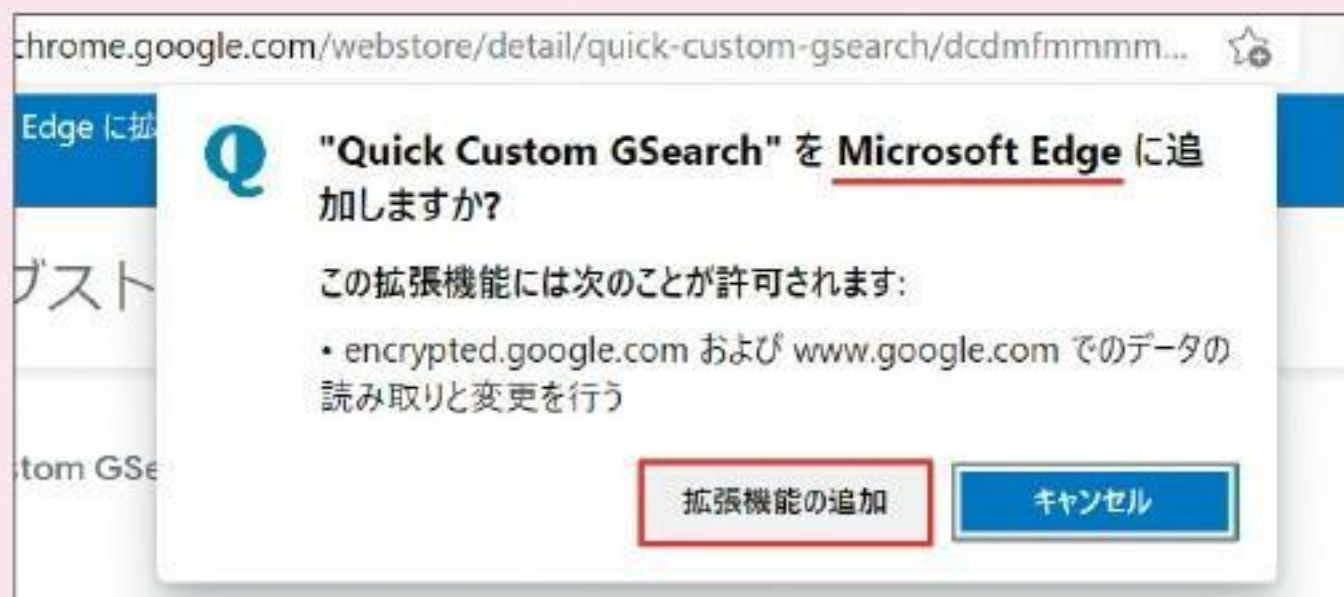 chrome.google.com/webstore/detail/quick-custom-gsearch/dcdmfmmmm...
Edge に拡
"Quick Custom GSearch" を Microsoft Edge に追
加しますか?
ブスト
この拡張機能には次のことが許可されます:
• encrypted.google.com および www.google.com でのデータの
読み取りと変更を行う
stom GSe
拡張機能の追加
キャンセル